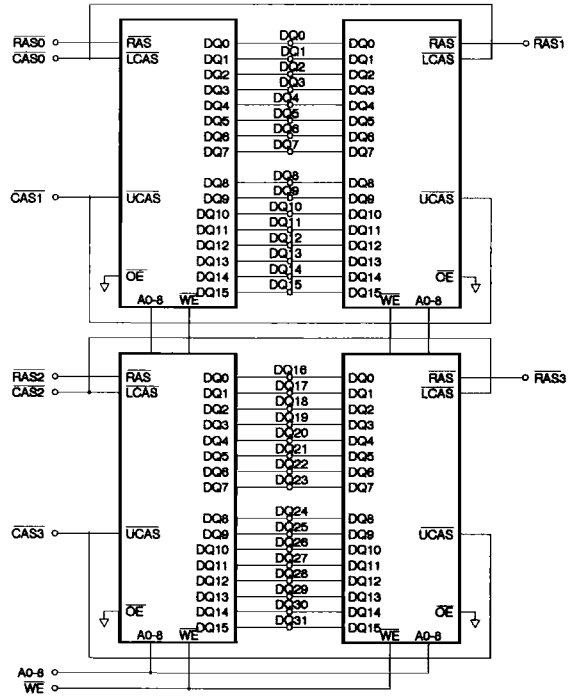 DQ0
RAS0 RAS DQ0 DQ0 RAS RAS1
DQ1
CAS0 LCAS DQ1 DQ1 LCAS
DQ2
DQ2 DQ2
DQ3
DQ3 DQ3
DQ4
DQ4 DQ4
DQ5
DQ5 DQ5
DQ6
DQ6 DQ6
DQ7
DQ7 DQ7
DQ8
DQ8 DQ8
DQ9
CAS1 UCAS DQ9 DQ9 UCAS
DQ10
DQ10 DQ10
DQ11
DQ11 DQ11
DQ12
DQ12 DQ12
DQ13
DQ13 DQ13
DQ14
OE DQ14 DQ14 OE
DQ15
DQ15 DQ15
A0-8 WE WE A0-8
DQ16
RAS2 RAS DQ0 DQ0 RAS RAS3
DQ17
CAS2 LCAS DQ1 DQ1 LCAS
DQ18
DQ2 DQ2
DQ19
DQ3 DQ3
DQ20
DQ4 DQ4
DQ21
DQ5 DQ5
DQ22
DQ6 DQ6
DQ23
DQ7 DQ7
DQ24
DQ8 DQ8
DQ25
CAS3 UCAS DQ9 DQ9 UCAS
DQ26
DQ10 DQ10
DQ27
DQ11 DQ11
DQ28
DQ12 DQ12
DQ29
DQ13 DQ13
DQ30
OE DQ14 DQ14 OE
DQ31
DQ15 DQ15
A0-8 WE WE A0-8
A0-8
WE